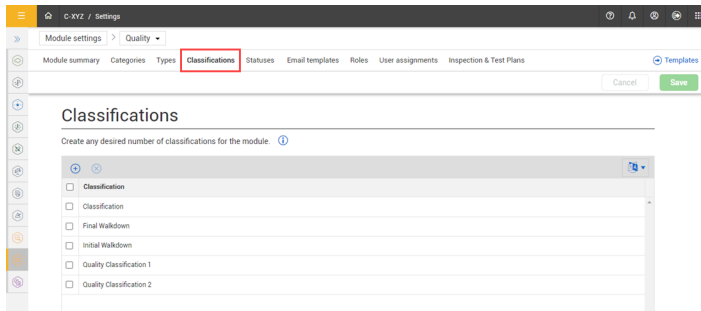 C-XYZ / Settings
Module settings > Quality
Module summary Categories Types Classifications Statuses Email templates Roles User assignments Inspection & Test Plans Templates
Cancel Save
Classifications
Create any desired number of classifications for the module.
Classification
Classification
Final Walkdown
Initial Walkdown
Quality Classification 1
Quality Classification 2